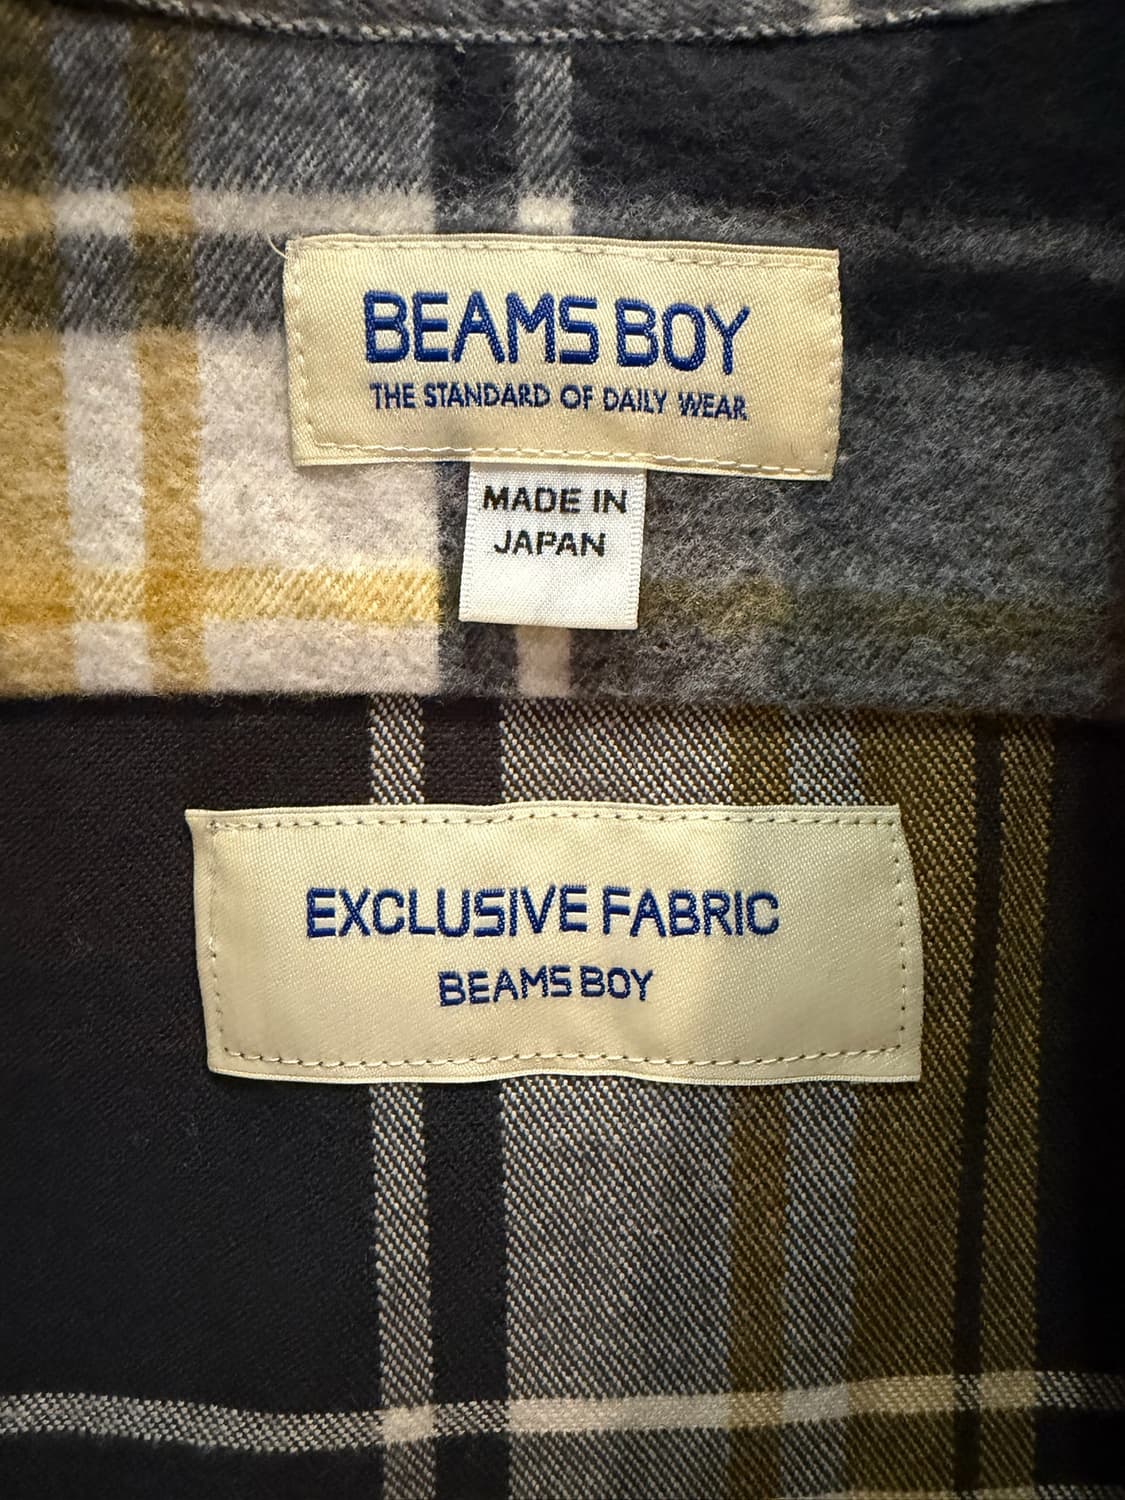 BEAMS BOY
THE STANDARD OF DAILY WEAR
MADE IN
JAPAN
EXCLUSIVE FABRIC
BEAMS BOY